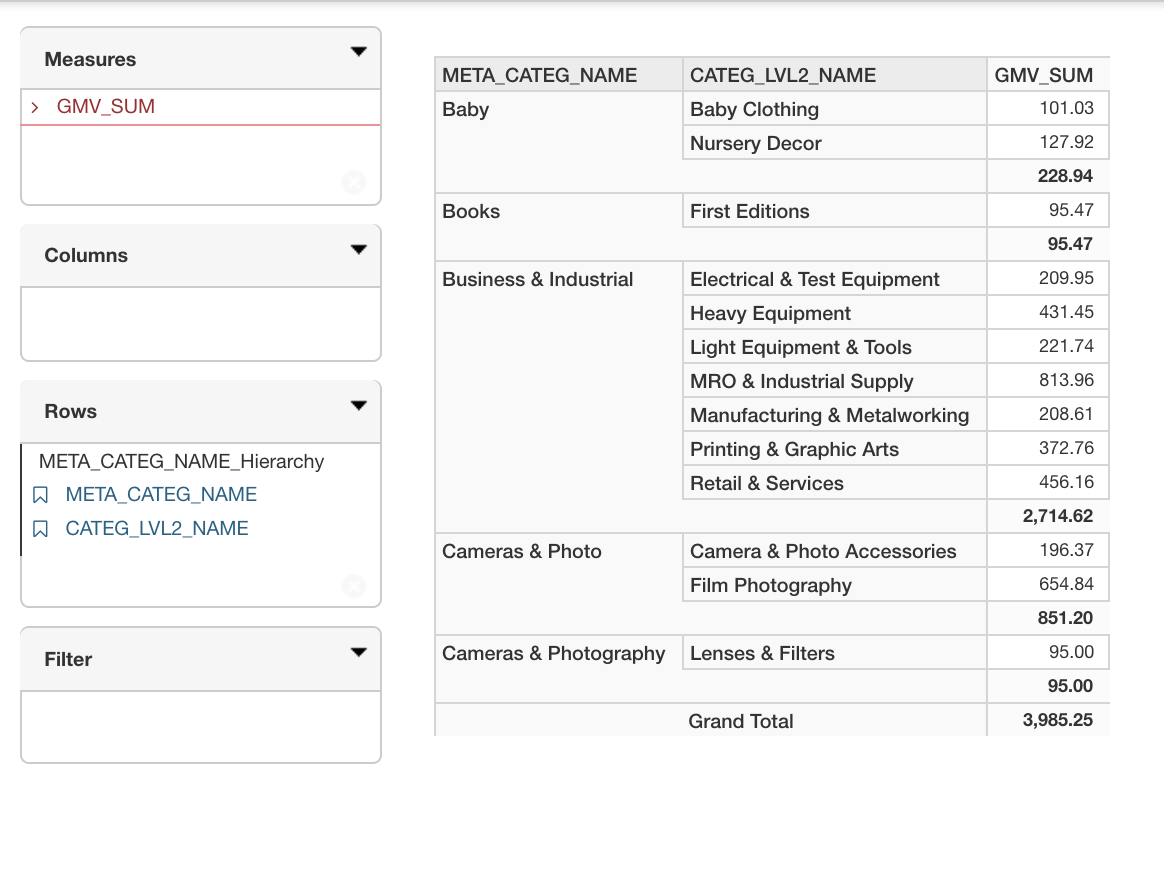 Measures
GMV_SUM
Columns
Rows
META_CATEG_NAME_Hierarchy
META_CATEG_NAME
CATEG_LVL2_NAME
Filter
META_CATEG_NAME CATEG_LVL2_NAME GMV_SUM
Baby Baby Clothing 101.03
Nursery Decor 127.92
228.94
Books First Editions 95.47
95.47
Business & Industrial Electrical & Test Equipment 209.95
Heavy Equipment 431.45
Light Equipment & Tools 221.74
MRO & Industrial Supply 813.96
Manufacturing & Metalworking 208.61
Printing & Graphic Arts 372.76
Retail & Services 456.16
2,714.62
Cameras & Photo Camera & Photo Accessories 196.37
Film Photography 654.84
851.20
Cameras & Photography Lenses & Filters 95.00
95.00
Grand Total 3,985.25